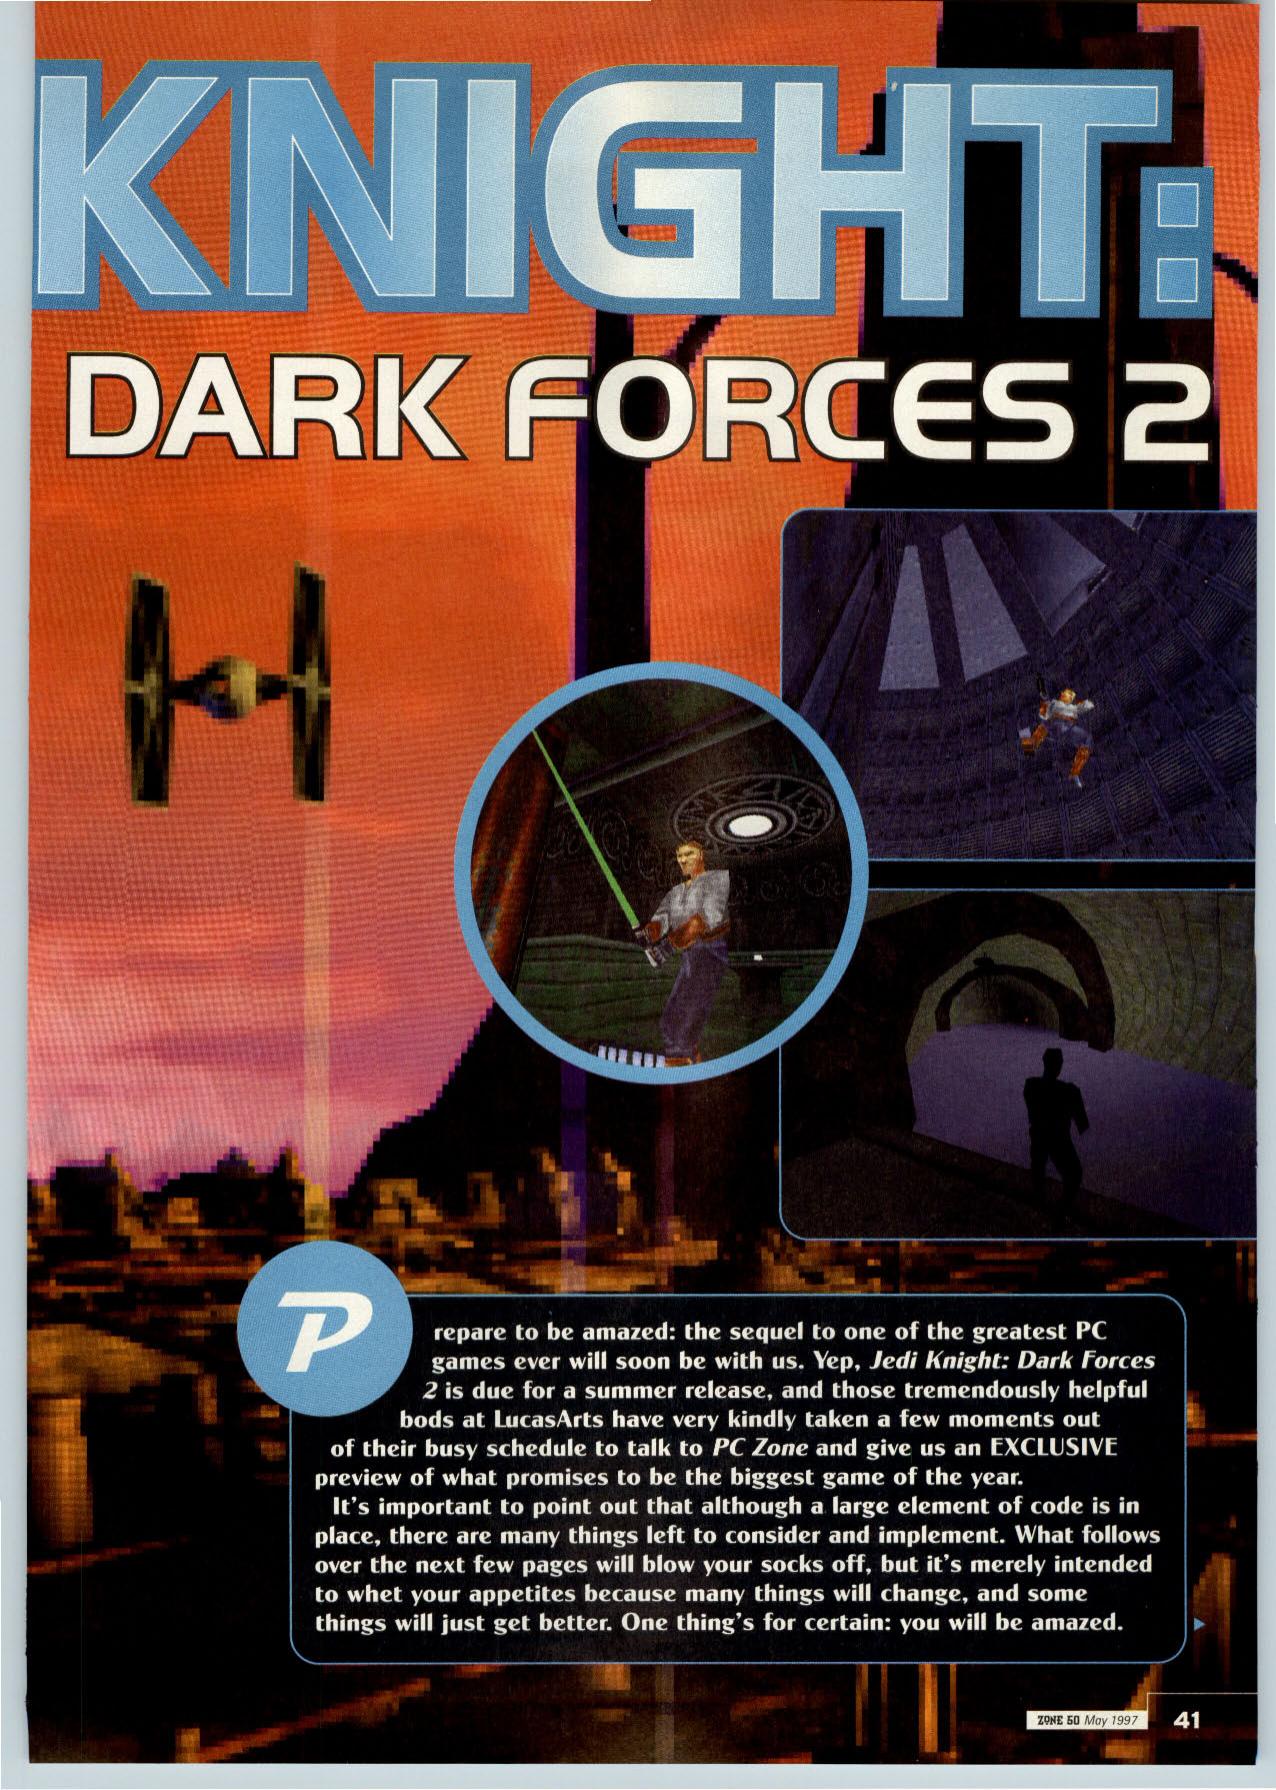 KNIGHT:
DARK FORCES 2
Prepare to be amazed: the sequel to one of the greatest PC
games ever will soon be with us. Yep, Jedi Knight: Dark Forces
2 is due for a summer release, and those tremendously helpful
bods at LucasArts have very kindly taken a few moments out
of their busy schedule to talk to PC Zone and give us an EXCLUSIVE
preview of what promises to be the biggest game of the year.
It's important to point out that although a large element of code is in
place, there are many things left to consider and implement. What follows
over the next few pages will blow your socks off, but it's merely intended
to whet your appetites because many things will change, and some
things will just get better. One thing's for certain: you will be amazed.
ZONE 50 May 1997 41